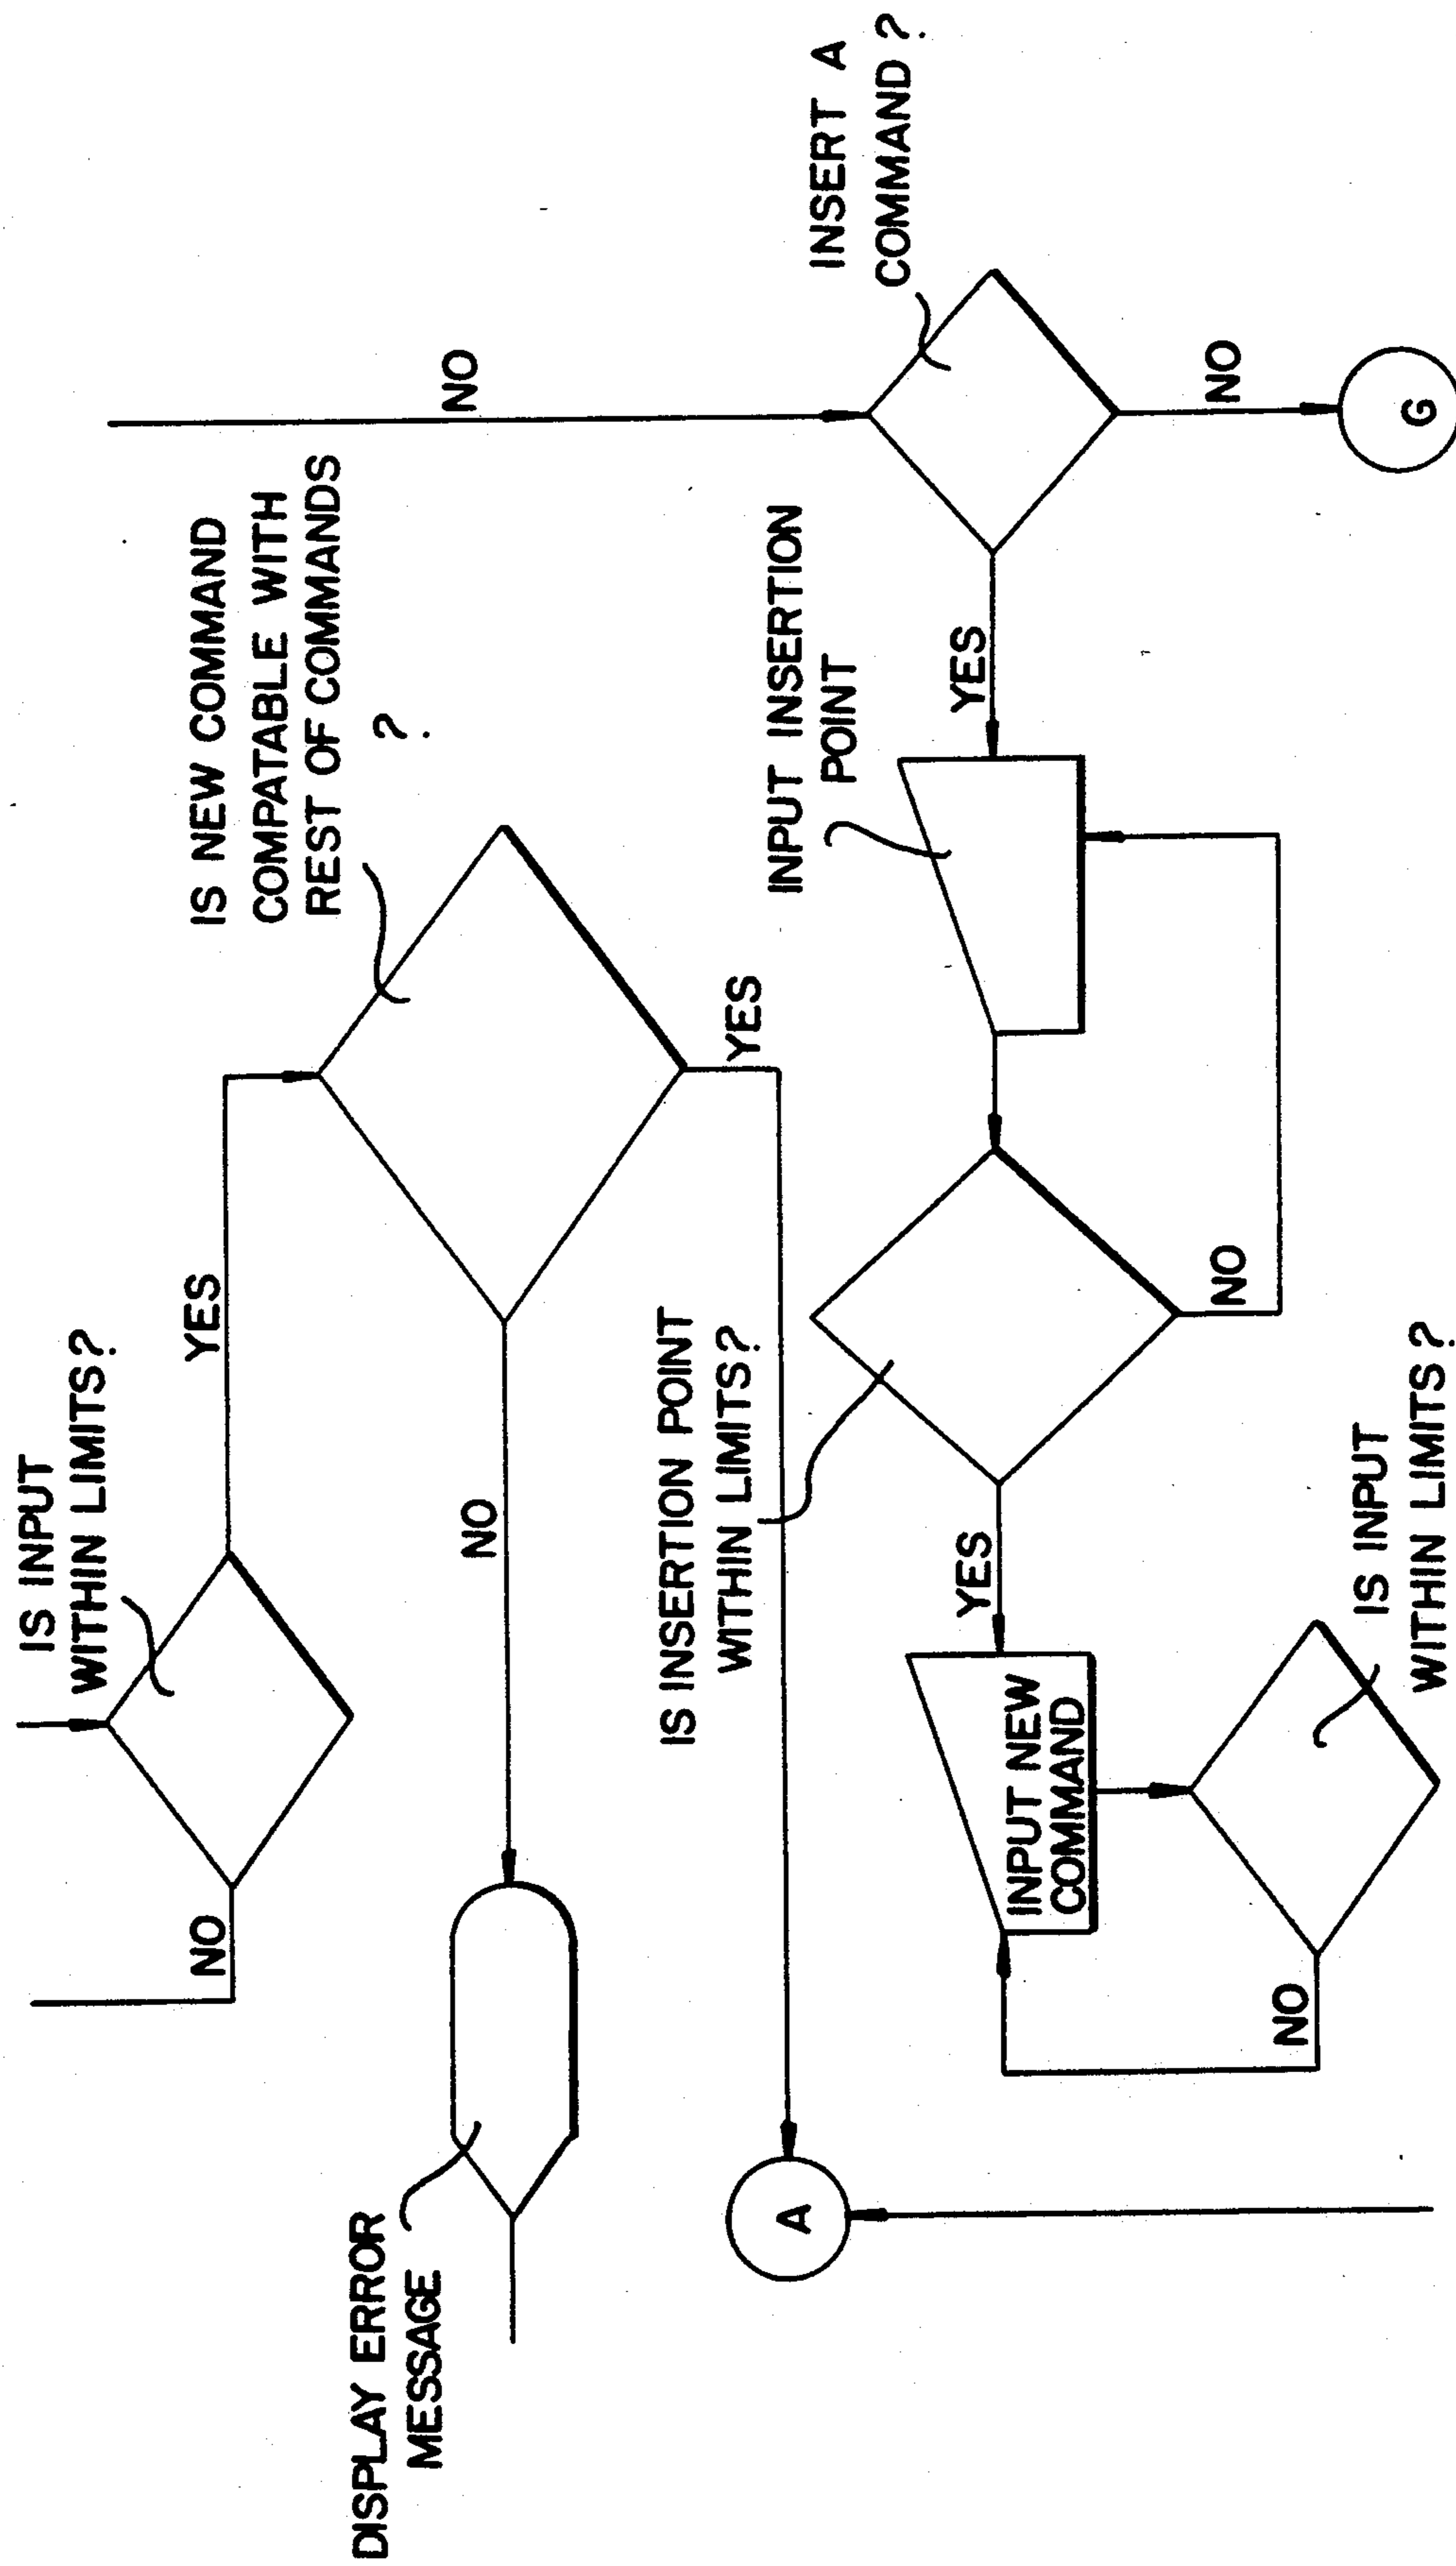 IS INPUT
WITHIN LIMITS?
NO
YES
IS NEW COMMAND
COMPATABLE WITH
REST OF COMMANDS
?
NO
DISPLAY ERROR
MESSAGE
NO
YES
A
IS INSERTION POINT
WITHIN LIMITS?
INPUT INSERTION
POINT
INSERT A
COMMAND?
YES
YES
INPUT NEW
COMMAND
NO
NO
NO
IS INPUT
WITHIN LIMITS?
G